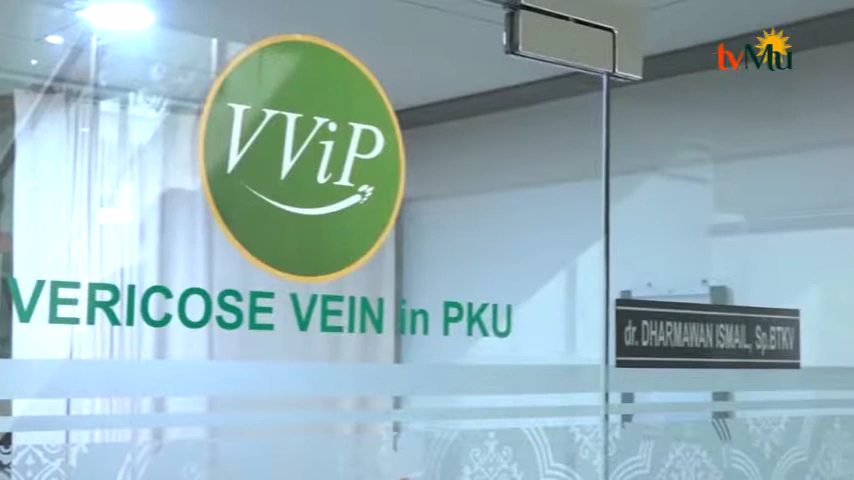 tvMu
VViP
VERICOSE VEIN in PKU
dr. DHARMAWAN ISMAIL, Sp.BTKV